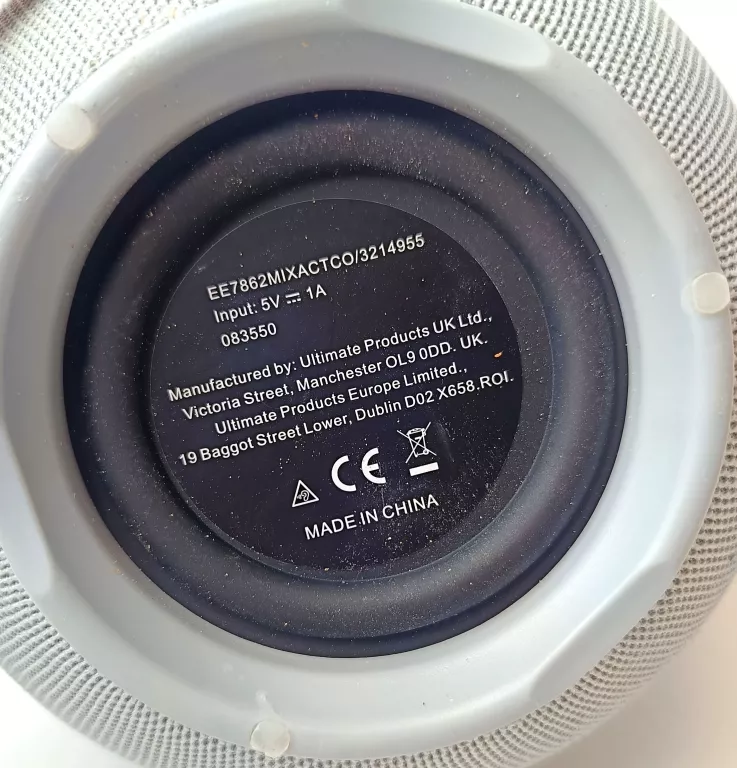 EE7862MIXACTCO/3214955
Input: 5V ⎓ 1A
083550
Manufactured by: Ultimate Products UK Ltd.,
Victoria Street, Manchester OL9 0DD. UK.
Ultimate Products Europe Limited.,
19 Baggot Street Lower, Dublin D02 X658.ROI.
CE
MADE IN CHINA